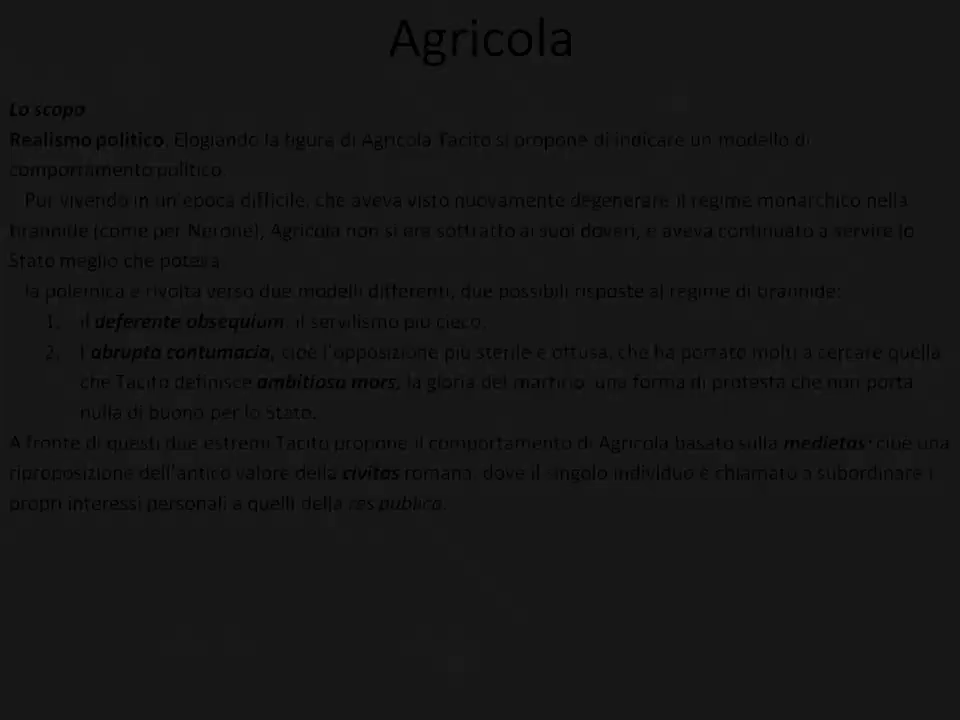 Agricola
Lo scopo
Realismo politico. Elogiando la figura di Agricola Tacito si propone di indicare un modello di
comportamento politico.
Pur vivendo in un'epoca difficile, che aveva visto nuovamente degenerare il regime monarchico nella
tirannide (come per Nerone), Agricola non si era sottratto ai suoi doveri, e aveva continuato a servire lo
Stato meglio che poteva.
la polemica è rivolta verso due modelli differenti, due possibili risposte al regime di tirannide:
1. il deferente obsequium: il servilismo più cieco.
2. l'abrupta contumacia, cioè l'opposizione più sterile e ottusa, che ha portato molti a cercare quella
che Tacito definisce ambitiosa mors, la gloria del martirio, una forma di protesta che non porta
nulla di buono per lo Stato.
A fronte di questi due estremi Tacito propone il comportamento di Agricola basato sulla medietas: cioè una
riproposizione dell'antico valore della civitas romana, dove il singolo individuo è chiamato a subordinare i
propri interessi personali a quelli della res publica.